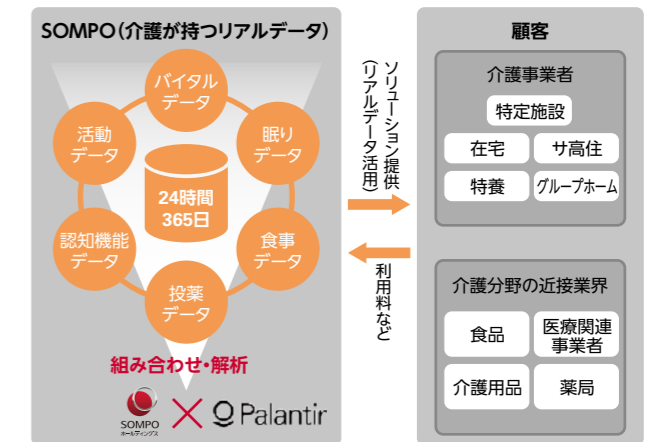 SOMPO（介護が持つリアルデータ）
バイタル
データ
活動
データ
眠り
データ
24時間
365日
認知機能
データ
食事
データ
投薬
データ
組み合わせ・解析
SOMPO
ホールディングス
Palantir
ソリューション提供
（リアルデータ活用）
利用料など
顧客
介護事業者
特定施設
在宅
サ高住
特養
グループホーム
介護分野の近接業界
食品
医療関連
事業者
介護用品
薬局